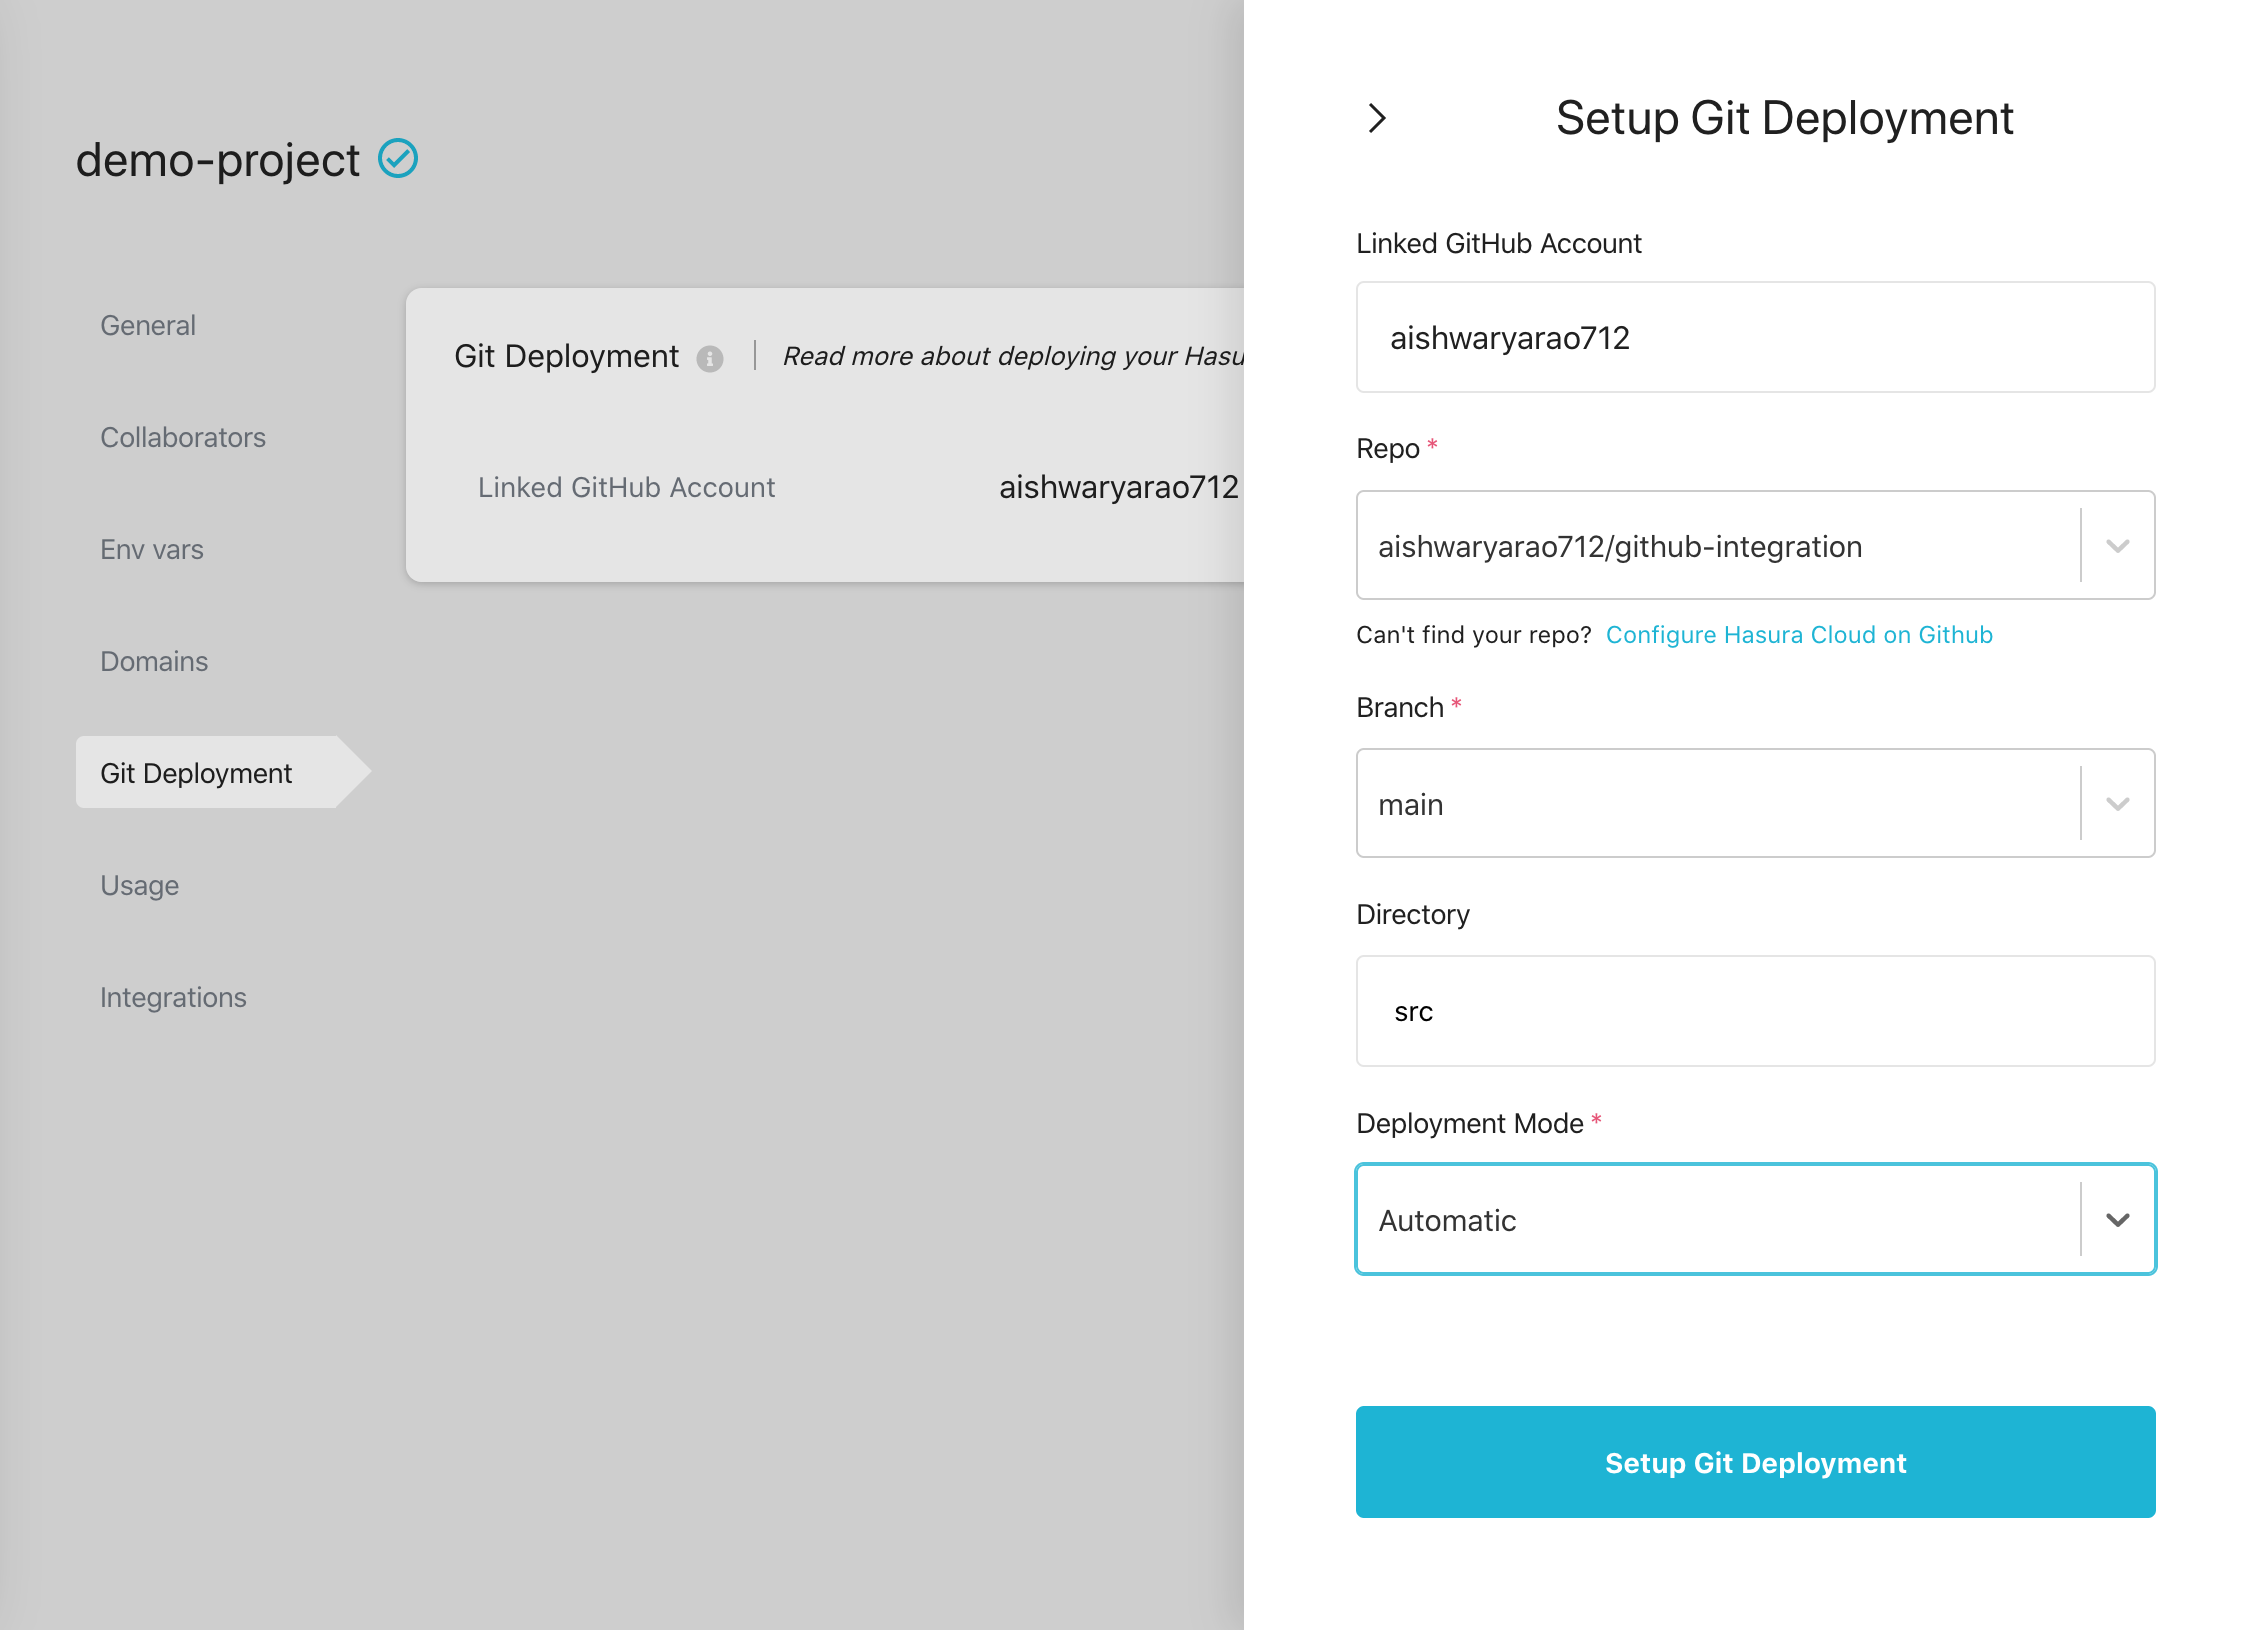 demo-project
General
Collaborators
Env vars
Domains
Git Deployment
Usage
Integrations
Git Deployment
Read more about deploying your Hasu
Linked GitHub Account
aishwaryarao712
Setup Git Deployment
Linked GitHub Account
aishwaryarao712
Repo *
aishwaryarao712/github-integration
Can't find your repo? Configure Hasura Cloud on Github
Branch *
main
Directory
src
Deployment Mode *
Automatic
Setup Git Deployment